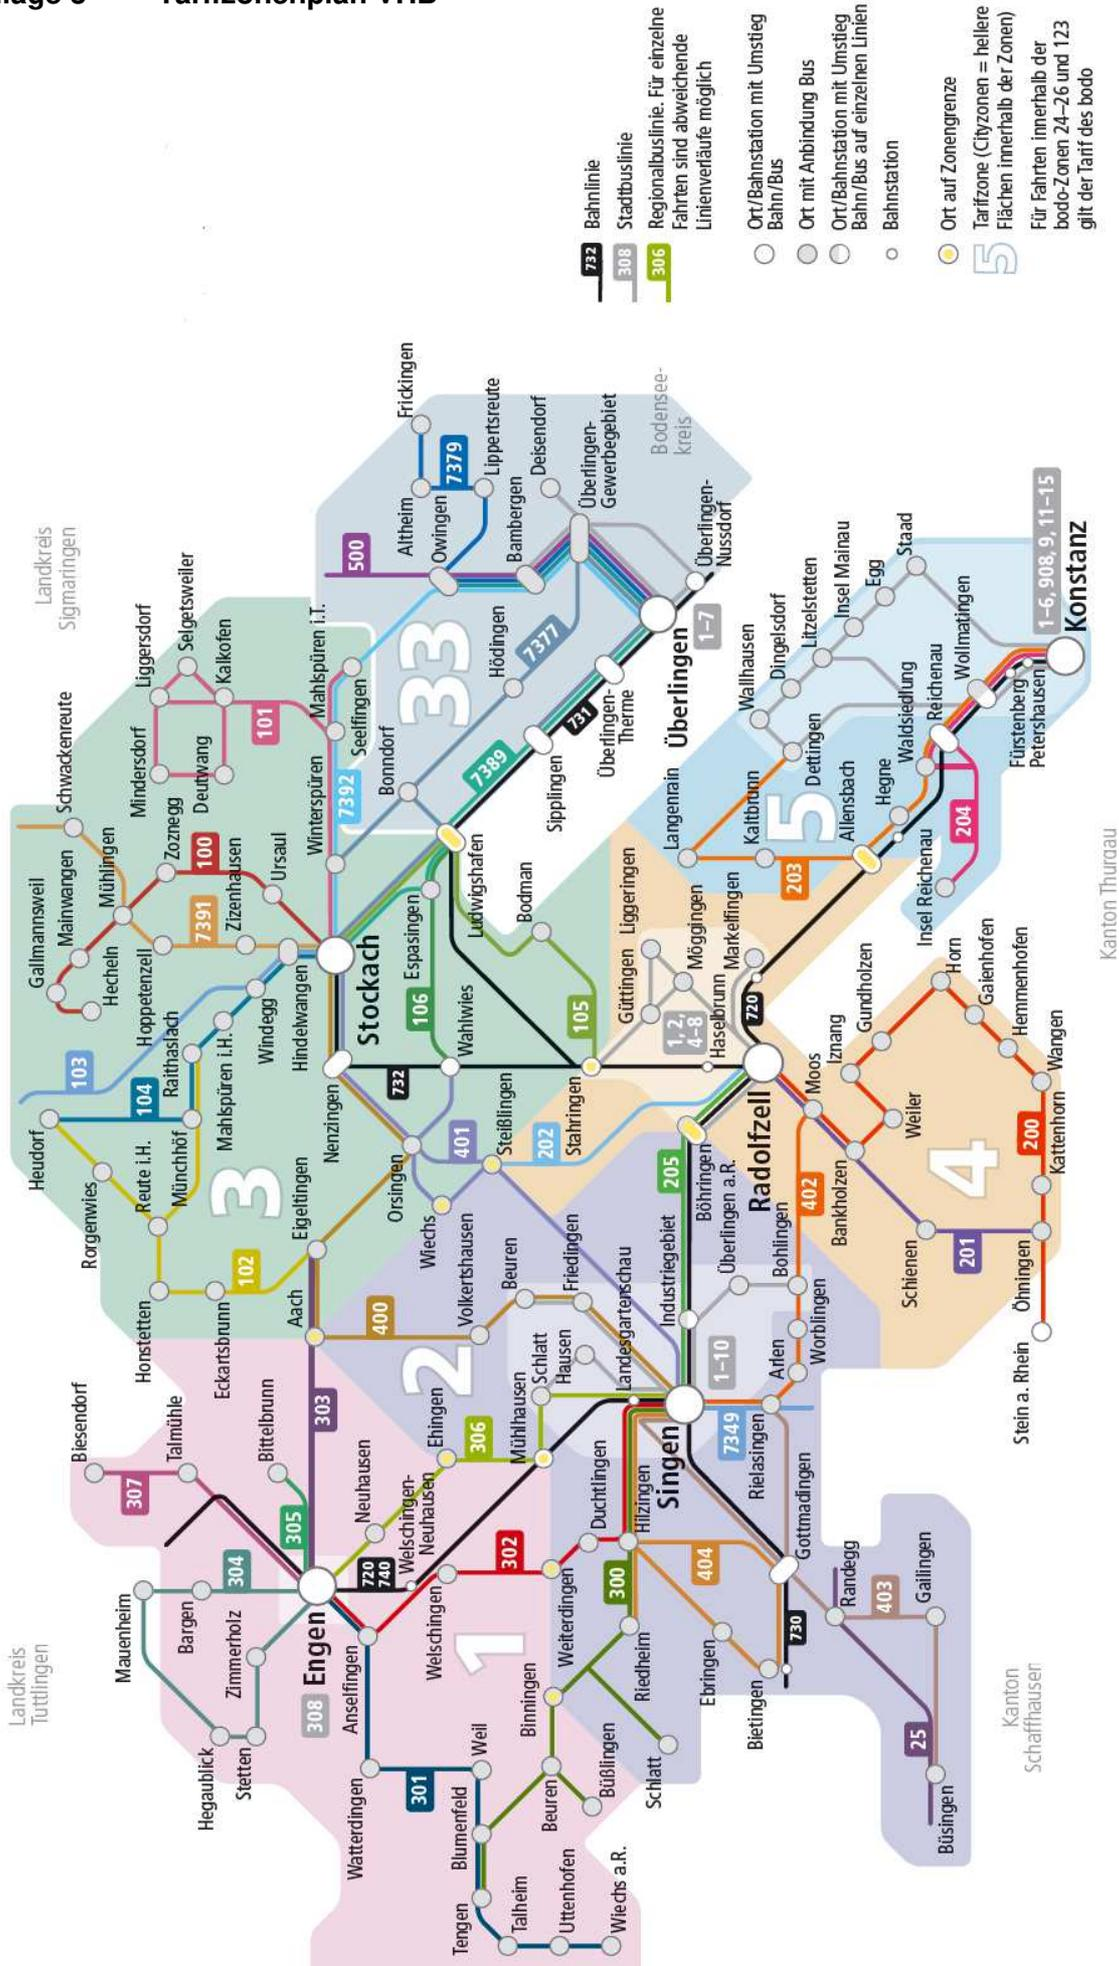 Tarifzonenplan VHB
Landkreis
Tuttlingen
Landkreis
Sigmaringen
Bodensee-
kreis
Kanton Thurgau
Kanton
Schaffhausen
Biesendorf
307
Talmühle
Mauenheim
Bargen
304
Zimmerholz
Hegaublick
Stetten
Bittelbrunn
305
303
Engen
308
Neuhausen
720
740
Welschingen-
Neuhausen
Anselfingen
Welschingen
302
Watterdingen
301
Weil
Blumenfeld
Tengen
Talheim
Uttenhofen
Wiechs a.R.
1
Binningen
Beuren
Büßlingen
Schlatt
Riedheim
300
Weiterdingen
Duchtlingen
Hilzingen
Ehingen
306
Mühlhausen
Schlatt
Hausen
Landesgartenschau
2
400
Volkertshausen
Beuren
Friedingen
Wiechs
Steißlingen
Singen
1–10
7349
Industriegebiet
Überlingen a.R.
Bohlingen
Worblingen
Arlen
Rielasingen
Gottmadingen
404
Ebringen
Bietingen
730
Randegg
403
Gailingen
25
Büsingen
Heudorf
Rorgenwies
Reute i.H.
Münchhöf
Honstetten
Eckartsbrunn
102
Aach
Eigeltingen
3
103
104
Raithaslach
Mahlspüren i.H.
Hoppetenzell
Windegg
Hindelwangen
Nenzingen
Orsingen
401
732
Wahlwies
Stockach
Gallmannsweil
Mainwangen
Hecheln
Mühlingen
Schwackenreute
7391
Zizenhausen
Zoznegg
100
Ursaul
Liggersdorf
Selgetsweiler
Mindersdorf
Deutwang
Kalkofen
101
Mahlspüren i.T.
Seelfingen
Winterspüren
7392
Espasingen
106
Ludwigshafen
Bodman
105
Stahringen
202
33
Bonndorf
7389
Sipplingen
731
Überlingen-
Therme
Überlingen
1–7
Hödingen
7377
500
Owingen
Altheim
Frickingen
7379
Lippertsreute
Bambergen
Deisendorf
Überlingen-
Gewerbegebiet
Überlingen-
Nussdorf
Liggeringen
Güttingen
Möggingen
Markelfingen
1, 2,
4–8
Haselbrunn
720
Radolfzell
Böhringen
205
402
Moos
Iznang
Gundholzen
Weiler
Bankholzen
Horn
Gaienhofen
Hemmenhofen
Wangen
200
Kattenhorn
4
Schienen
201
Öhningen
Stein a. Rhein
Langenrain
Kaltbrunn
203
5
Dettingen
Wallhausen
Dingelsdorf
Litzelstetten
Insel Mainau
Egg
Staad
Allensbach
Hegne
Waldsiedlung
Reichenau
Insel Reichenau
204
Wollmatingen
Fürstenberg
Petershausen
Konstanz
1–6, 908, 9, 11–15
732
Bahnlinie
308
Stadtbuslinie
306
Regionalbuslinie. Für einzelne
Fahrten sind abweichende
Linienverläufe möglich
Ort/Bahnstation mit Umstieg
Bahn/Bus
Ort mit Anbindung Bus
Ort/Bahnstation mit Umstieg
Bahn/Bus auf einzelnen Linien
Bahnstation
Ort auf Zonengrenze
5
Tarifzone (Cityzonen = hellere
Flächen innerhalb der Zonen)
Für Fahrten innerhalb der
bodo-Zonen 24–26 und 123
gilt der Tarif des bodo